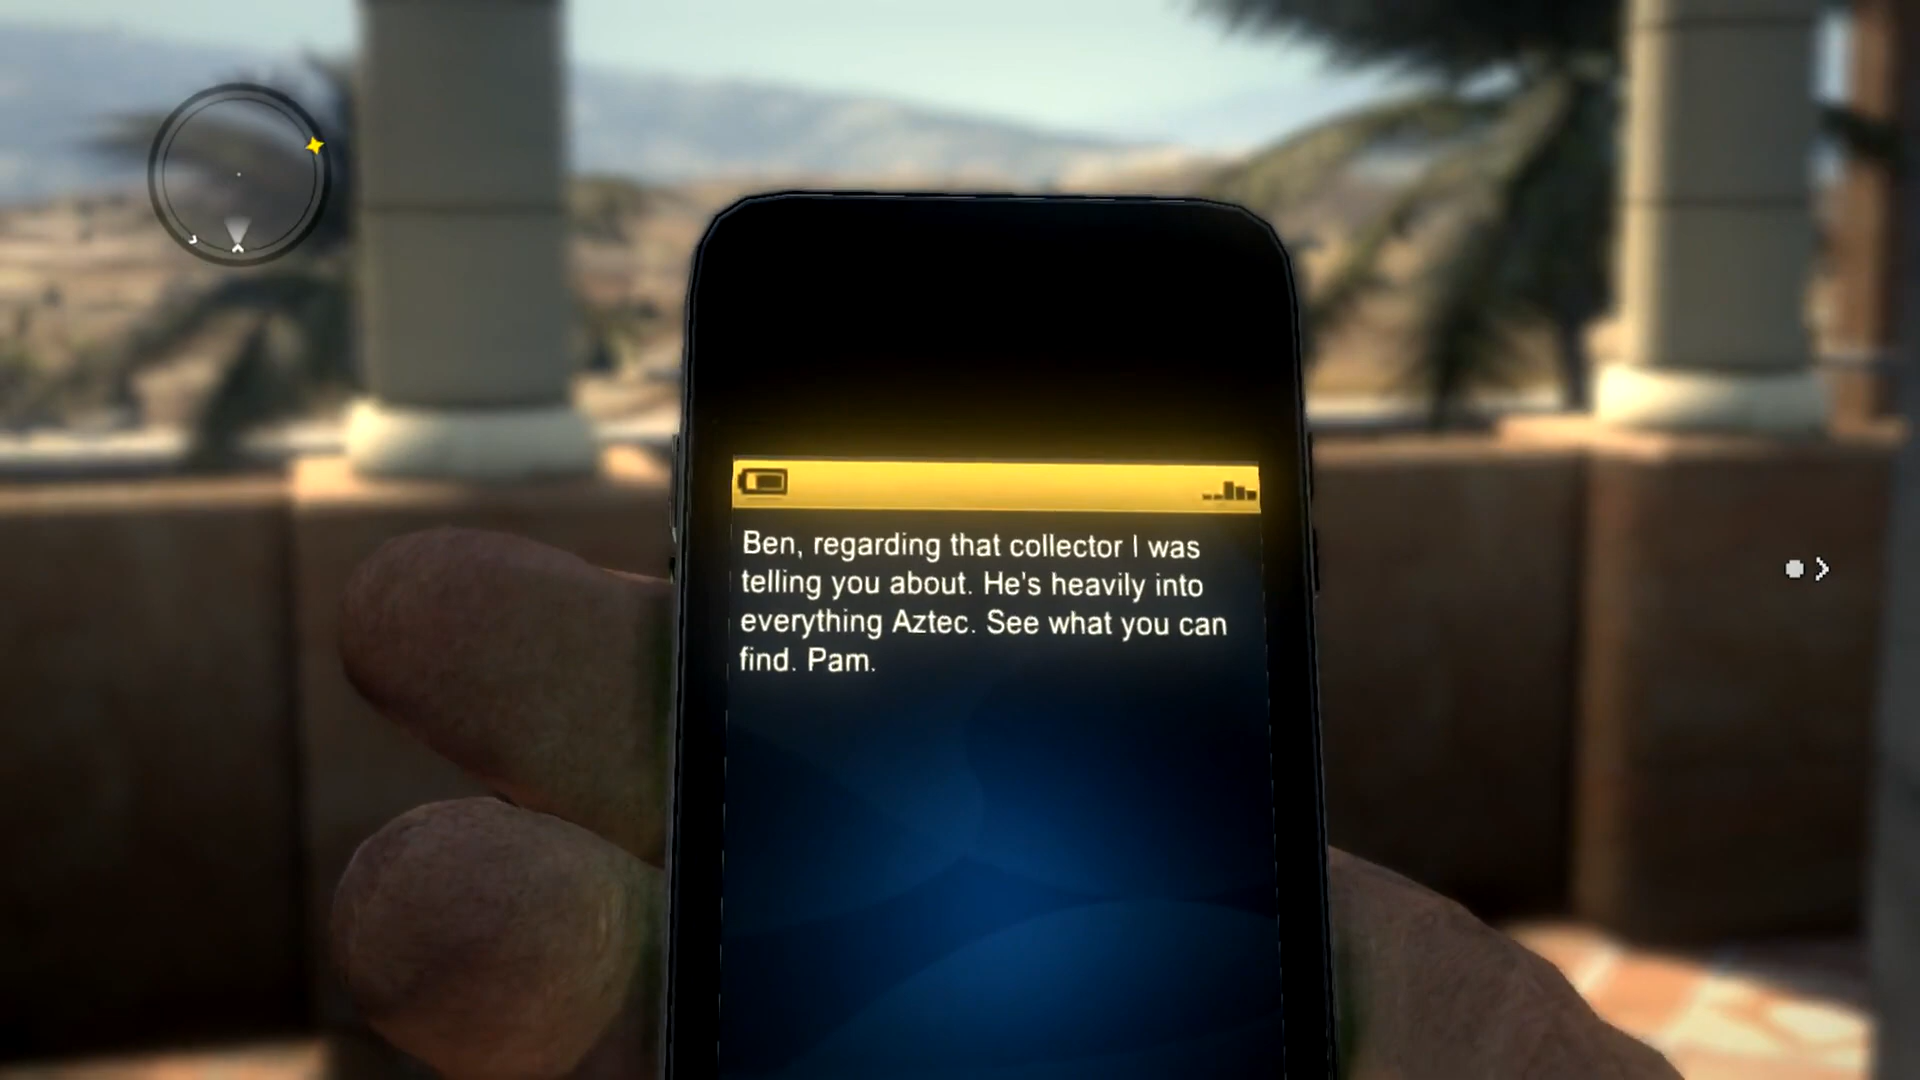 Ben, regarding that collector I was
telling you about. He's heavily into
everything Aztec. See what you can
find. Pam.